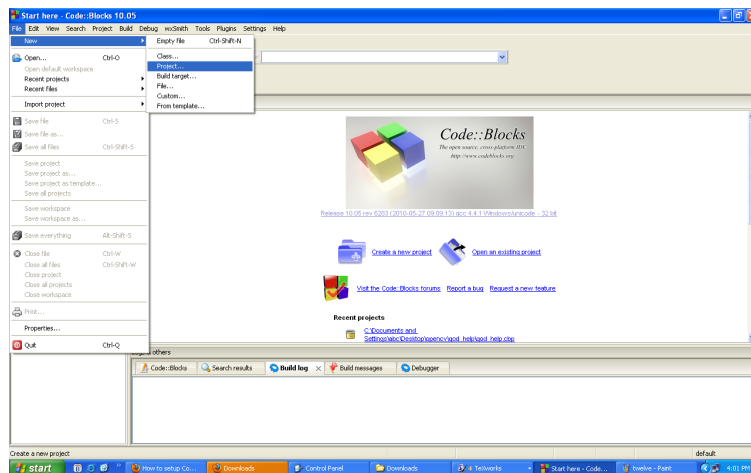 Start here - Code::Blocks 10.05
File Edit View Search Project Build Debug wxSmith Tools Plugins Settings Help
New
Empty file Ctrl-Shift-N
Class...
Project...
Build target...
File...
Custom...
From template...
Open... Ctrl-O
Open default workspace
Recent projects
Recent files
Import project
Save file Ctrl-S
Save file as...
Save all files Ctrl-Shift-S
Save project
Save project as...
Save project as template...
Save all projects
Save workspace
Save workspace as...
Save everything Alt-Shift-S
Close file Ctrl-W
Close all files Ctrl-Shift-W
Close project
Close all projects
Close workspace
Print...
Properties...
Quit Ctrl-Q
Code::Blocks
The open source, cross-platform IDE
http://www.codeblocks.org
Release 10.05 rev 6283 (2010-05-27 09:09:13) gcc 4.4.1 Windows/unicode - 32 bit
Create a new project Open an existing project
Visit the Code::Blocks forums Report a bug Request a new feature
Recent projects
C:\Documents and
Settings\abc\Desktop\opencv\qod_help\qod_help.cbp
others
Code::Blocks Search results Build log Build messages Debugger
Create a new project default
start How to setup Co... Downloads Control Panel Downloads 4 TeXworks Start here - Code... twelve - Paint 4:01 PM